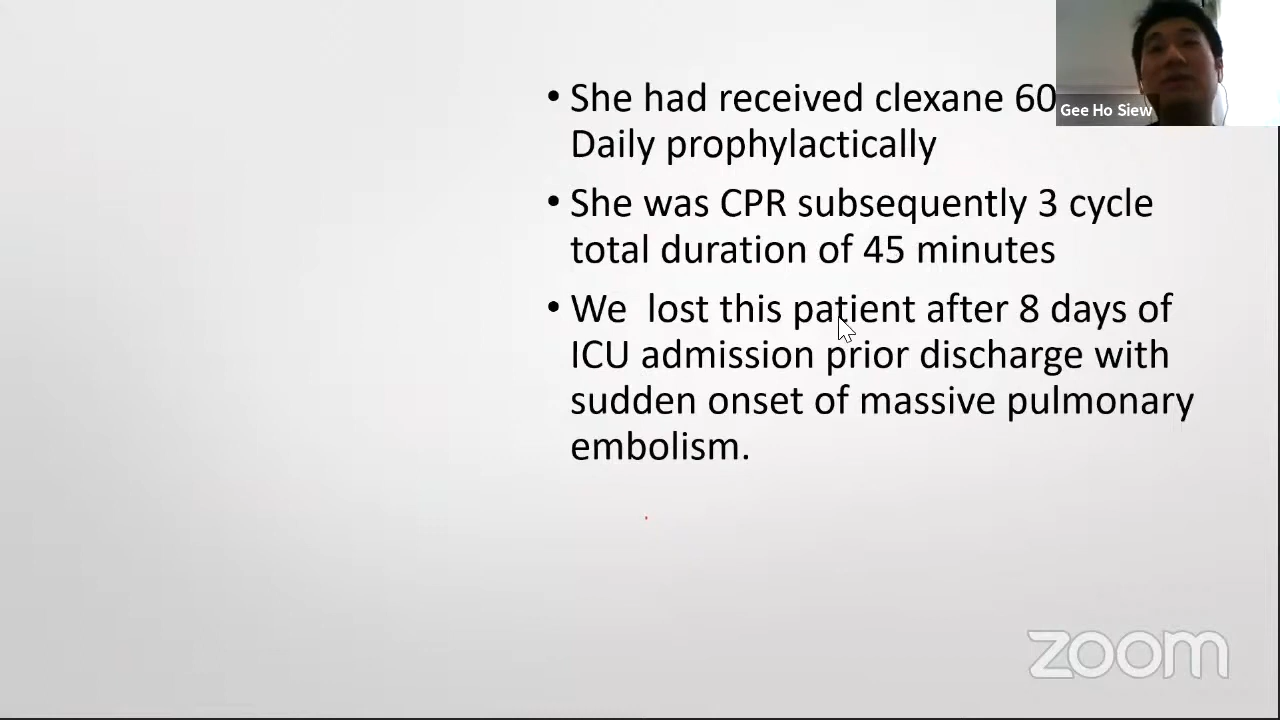 • She had received clexane 60
Daily prophylactically
• She was CPR subsequently 3 cycle
total duration of 45 minutes
• We lost this patient after 8 days of
ICU admission prior discharge with
sudden onset of massive pulmonary
embolism.
Gee Ho Siew
zoom